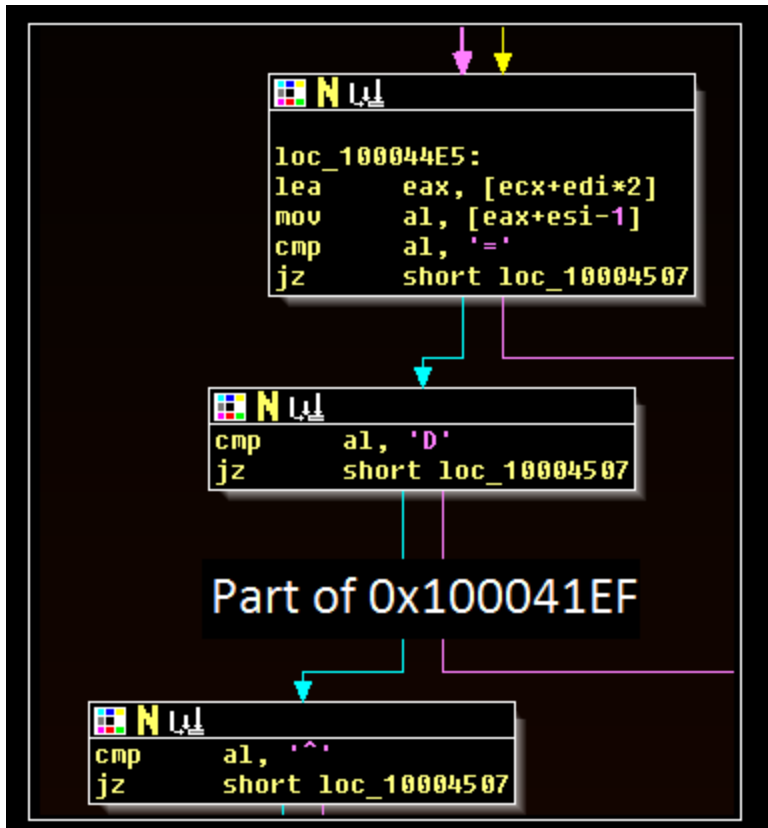 N
loc_100044E5:
lea eax, [ecx+edi*2]
mov al, [eax+esi-1]
cmp al, '='
jz short loc_10004507
N
cmp al, 'D'
jz short loc_10004507
Part of 0x100041EF
N
cmp al, '^'
jz short loc_10004507